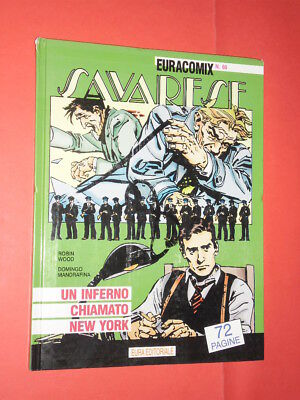 EURACOMIX N. 69
SAVARESE
ROBIN
WOOD
DOMINGO
MANDRAFINA
UN INFERNO
CHIAMATO
NEW YORK
72
PAGINE
EURA EDITORIALE